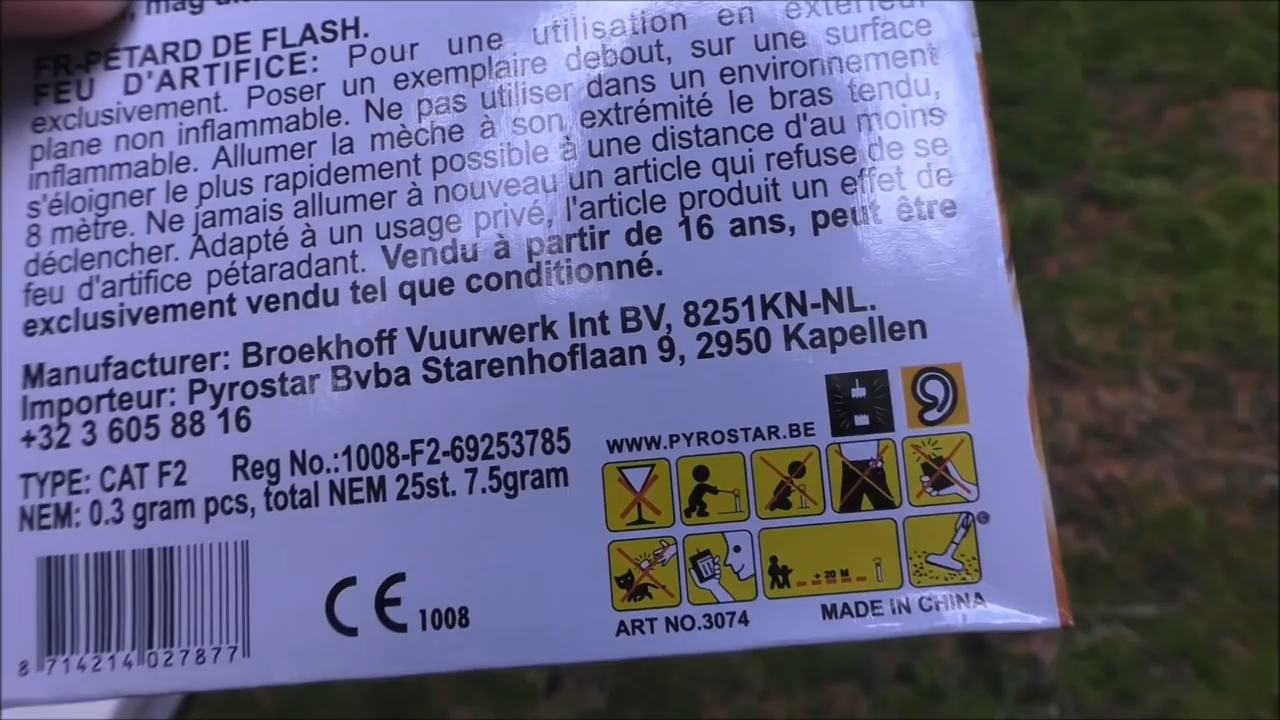 , mag
FR-PÉTARD DE FLASH.
FEU D'ARTIFICE: Pour une utilisation en extérieur
exclusivement. Poser un exemplaire debout, sur une surface
plane non inflammable. Ne pas utiliser dans un environnement
inflammable. Allumer la mèche à son extrémité le bras tendu,
s'éloigner le plus rapidement possible à une distance d'au moins
8 mètre. Ne jamais allumer à nouveau un article qui refuse de se
déclencher. Adapté à un usage privé, l'article produit un effet de
feu d'artifice pétaradant. Vendu à partir de 16 ans, peut être
exclusivement vendu tel que conditionné.
Manufacturer: Broekhoff Vuurwerk Int BV, 8251KN-NL.
Importeur: Pyrostar Bvba Starenhoflaan 9, 2950 Kapellen
+32 3 605 88 16
TYPE: CAT F2 Reg No.:1008-F2-69253785
NEM: 0.3 gram pcs, total NEM 25st. 7.5gram
WWW.PYROSTAR.BE
+ 20 M
8 714214 027877
CE 1008
ART NO.3074
MADE IN CHINA